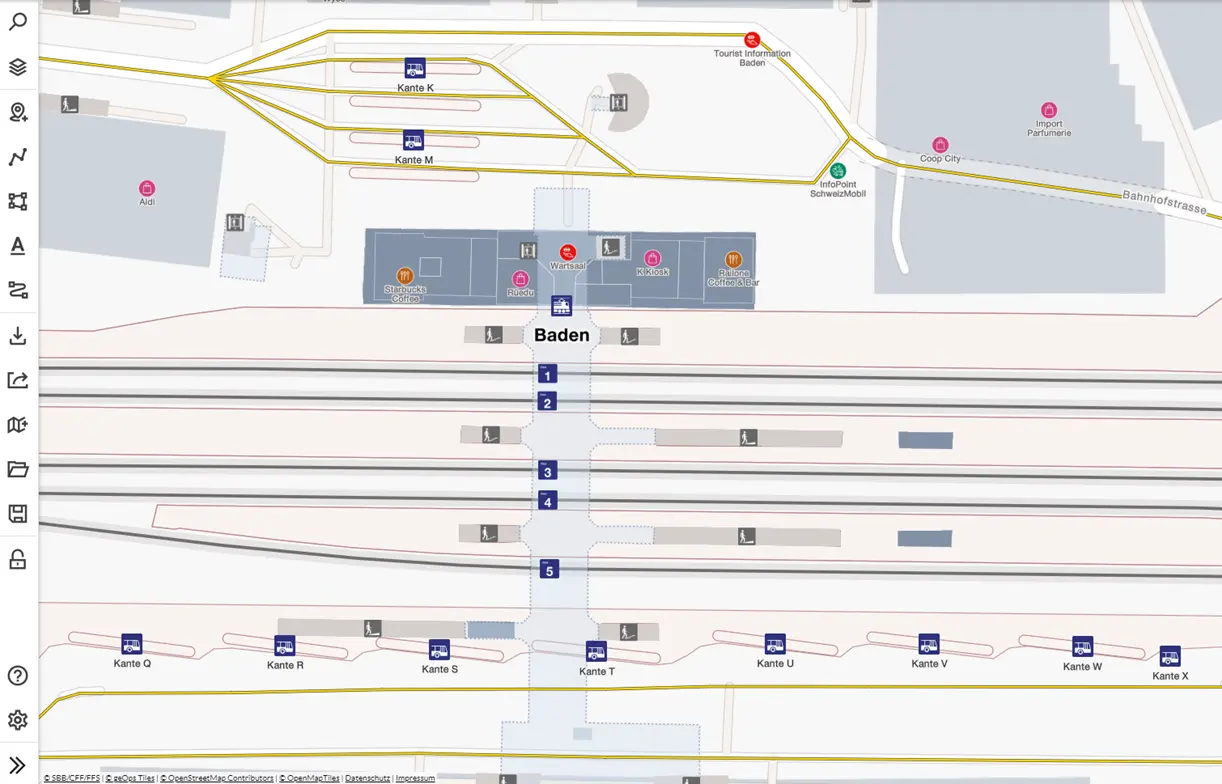 Tourist Information
Baden
Kante K
Import
Parfumerie
Coop City
Kante M
InfoPoint
SchweizMobil
Aldi
Bahnhofstrasse
Wartsaal
K Kiosk
Starbucks
Coffee
Ruedu
Coffee & Bar
Baden
1
2
3
4
5
Kante Q
Kante R
Kante S
Kante T
Kante U
Kante V
Kante W
Kante X
© SBB/CFF/FFS | © geOps Tiles | © OpenStreetMap Contributors | © OpenMapTiles | Datenschutz | Impressum